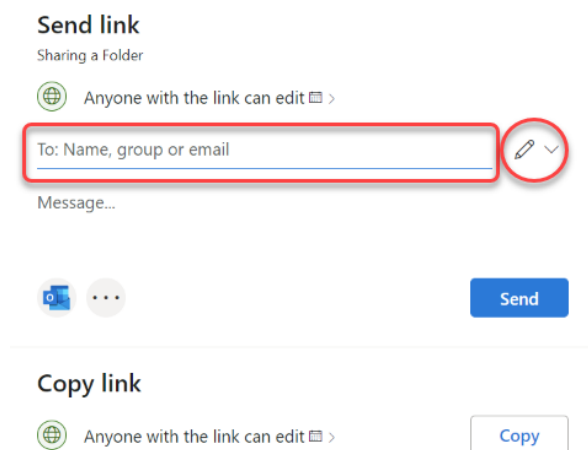 Send link
Sharing a Folder
Anyone with the link can edit
To: Name, group or email
Message...
Send
Copy link
Anyone with the link can edit
Copy